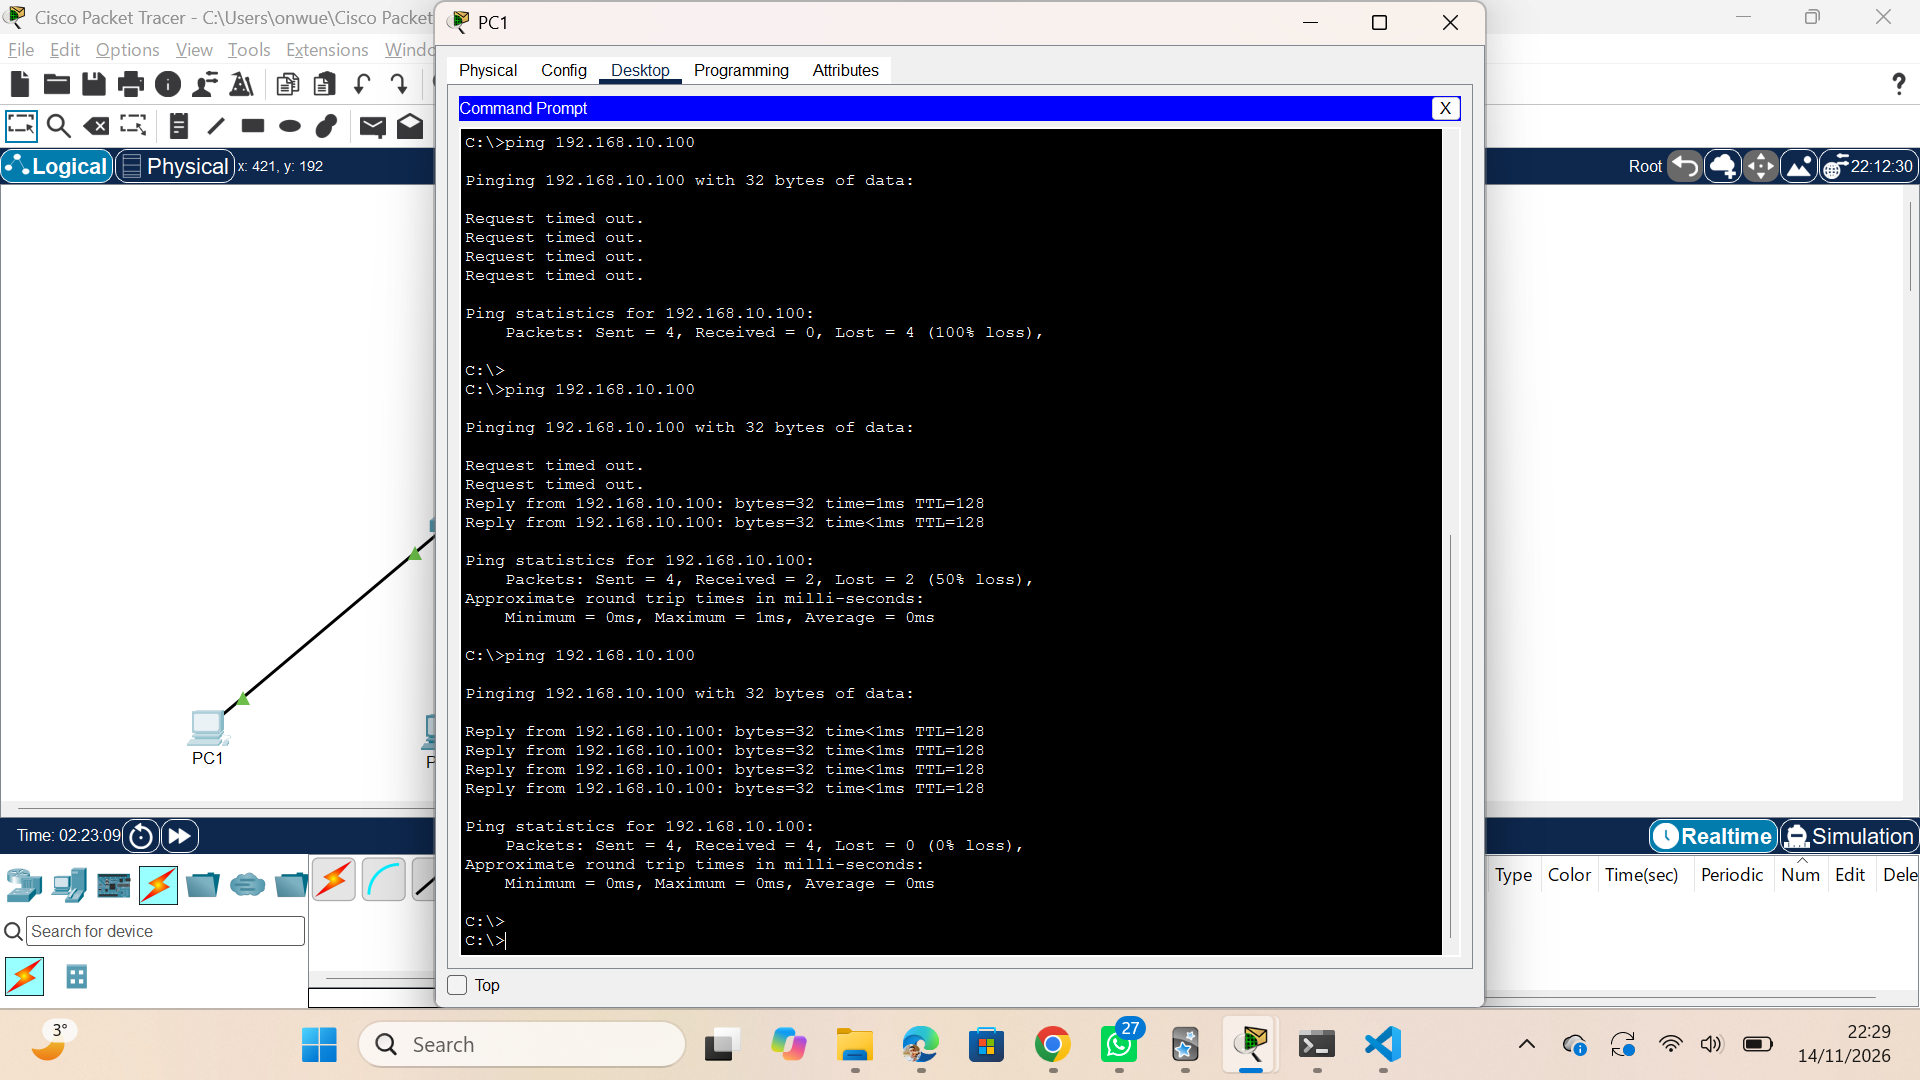 Cisco Packet Tracer - C:\Users\onwue\Cisco Packet
PC1
File Edit Options View Tools Extensions Windo
Physical Config Desktop Programming Attributes
Command Prompt
X
Logical
Physical
x: 421, y: 192
Root
22:12:30
C:\>ping 192.168.10.100
Pinging 192.168.10.100 with 32 bytes of data:
Request timed out.
Request timed out.
Request timed out.
Request timed out.
Ping statistics for 192.168.10.100:
Packets: Sent = 4, Received = 0, Lost = 4 (100% loss),
C:\>
C:\>ping 192.168.10.100
Pinging 192.168.10.100 with 32 bytes of data:
Request timed out.
Request timed out.
Reply from 192.168.10.100: bytes=32 time=1ms TTL=128
Reply from 192.168.10.100: bytes=32 time<1ms TTL=128
Ping statistics for 192.168.10.100:
Packets: Sent = 4, Received = 2, Lost = 2 (50% loss),
Approximate round trip times in milli-seconds:
Minimum = 0ms, Maximum = 1ms, Average = 0ms
C:\>ping 192.168.10.100
Pinging 192.168.10.100 with 32 bytes of data:
Reply from 192.168.10.100: bytes=32 time<1ms TTL=128
Reply from 192.168.10.100: bytes=32 time<1ms TTL=128
Reply from 192.168.10.100: bytes=32 time<1ms TTL=128
Reply from 192.168.10.100: bytes=32 time<1ms TTL=128
Ping statistics for 192.168.10.100:
Packets: Sent = 4, Received = 4, Lost = 0 (0% loss),
Approximate round trip times in milli-seconds:
Minimum = 0ms, Maximum = 0ms, Average = 0ms
C:\>
C:\>
PC1
P
Time: 02:23:09
Realtime
Simulation
Type Color Time(sec) Periodic Num Edit Dele
Search for device
Top
3°
Search
27
22:29
14/11/2026